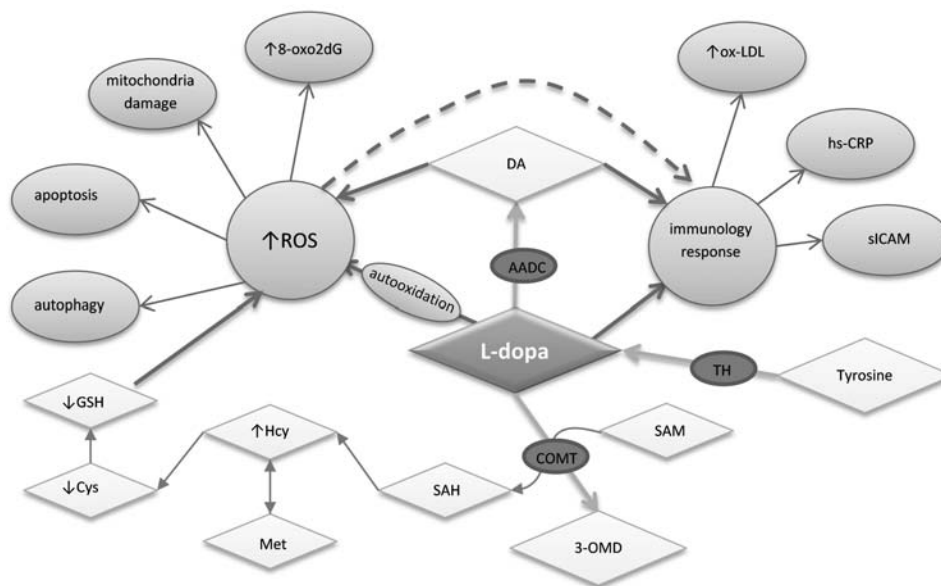 ↑8-oxo2dG
↑ox-LDL
mitochondria
damage
hs-CRP
DA
apoptosis
↑ROS
immunology
response
sICAM
AADC
autooxidation
autophagy
L-dopa
TH
Tyrosine
↓GSH
↑Hcy
SAM
COMT
↓Cys
SAH
Met
3-OMD